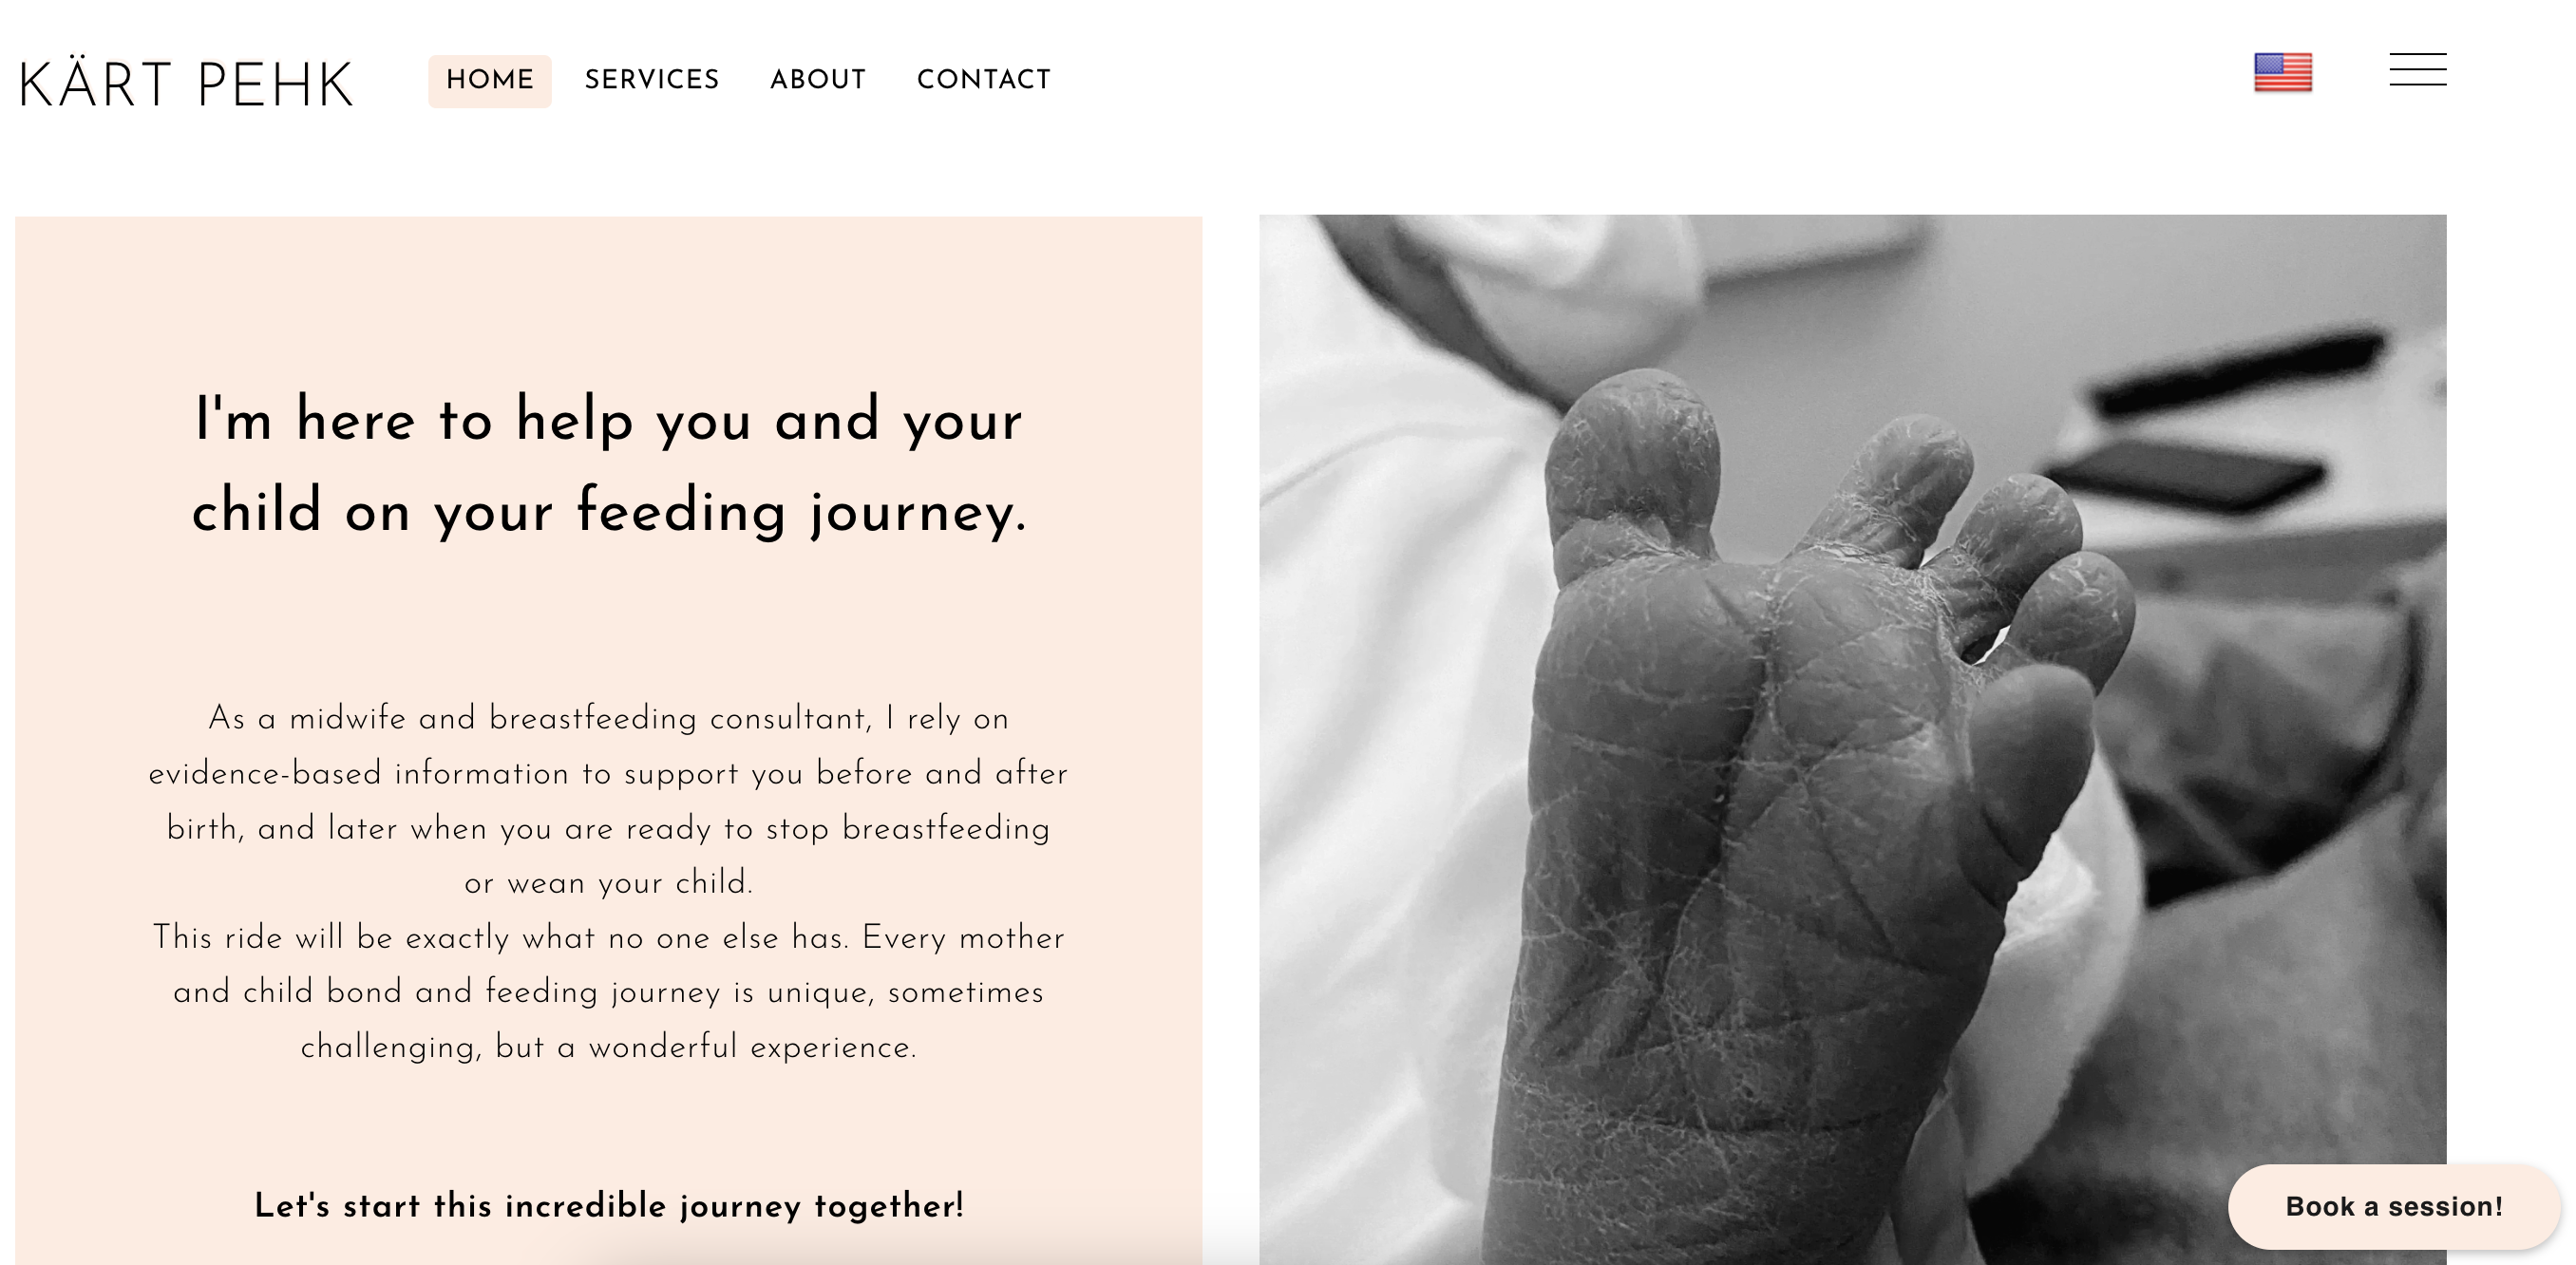 KÄRT PEHK
HOME
SERVICES
ABOUT
CONTACT
I'm here to help you and your
child on your feeding journey.
As a midwife and breastfeeding consultant, I rely on
evidence-based information to support you before and after
birth, and later when you are ready to stop breastfeeding
or wean your child.
This ride will be exactly what no one else has. Every mother
and child bond and feeding journey is unique, sometimes
challenging, but a wonderful experience.
Let's start this incredible journey together!
Book a session!